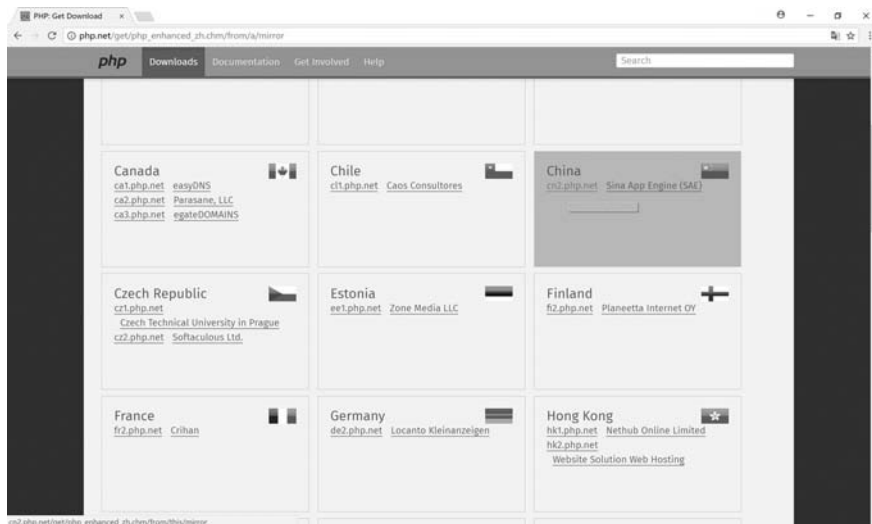 PHP: Get Download
php.net/get/php_enhanced_zh.chm/from/a/mirror
php Downloads Documentation Get Involved Help Search
Canada
ca1.php.net easyDNS
ca2.php.net Parasane, LLC
ca3.php.net egateDOMAINS
Chile
cl1.php.net Caos Consultores
China
cn2.php.net Sina App Engine (SAE)
Czech Republic
cz1.php.net
Czech Technical University in Prague
cz2.php.net Softaculous Ltd.
Estonia
ee1.php.net Zone Media LLC
Finland
fi2.php.net Planeetta Internet OY
France
fr2.php.net Crihan
Germany
de2.php.net Locanto Kleinanzeigen
Hong Kong
hk1.php.net Nethub Online Limited
hk2.php.net
Website Solution Web Hosting
cn2.php.net/get/php_enhanced_zh.chm/from/this/mirror